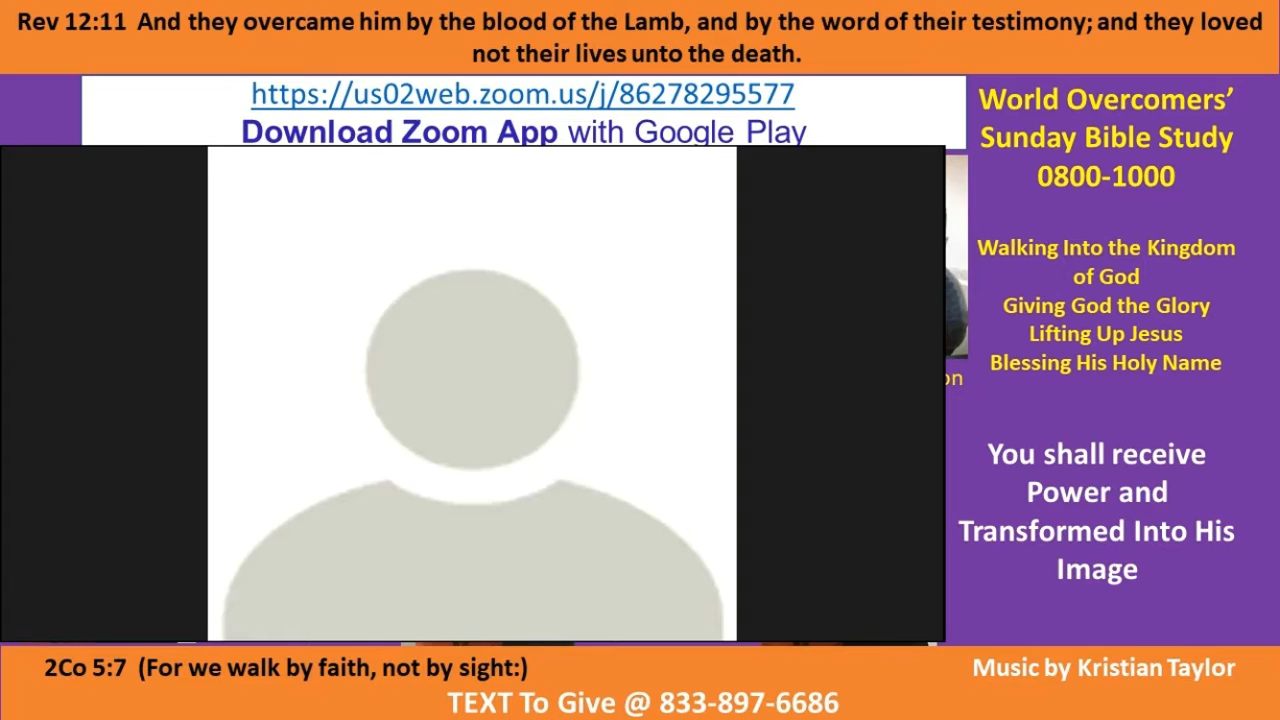 Rev 12:11 And they overcame him by the blood of the Lamb, and by the word of their testimony; and they loved
not their lives unto the death.
https://us02web.zoom.us/j/86278295577
Download Zoom App with Google Play
World Overcomers’
Sunday Bible Study
0800-1000
Walking Into the Kingdom
of God
Giving God the Glory
Lifting Up Jesus
Blessing His Holy Name
on
You shall receive
Power and
Transformed Into His
Image
2Co 5:7 (For we walk by faith, not by sight:)
Music by Kristian Taylor
TEXT To Give @ 833-897-6686